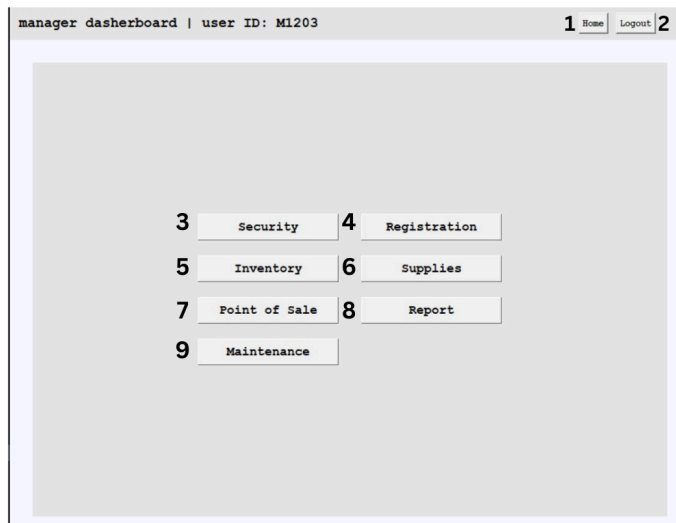 manager dasherboard | user ID: M1203 1 Home Logout 2
3 Security 4 Registration
5 Inventory 6 Supplies
7 Point of Sale 8 Report
9 Maintenance